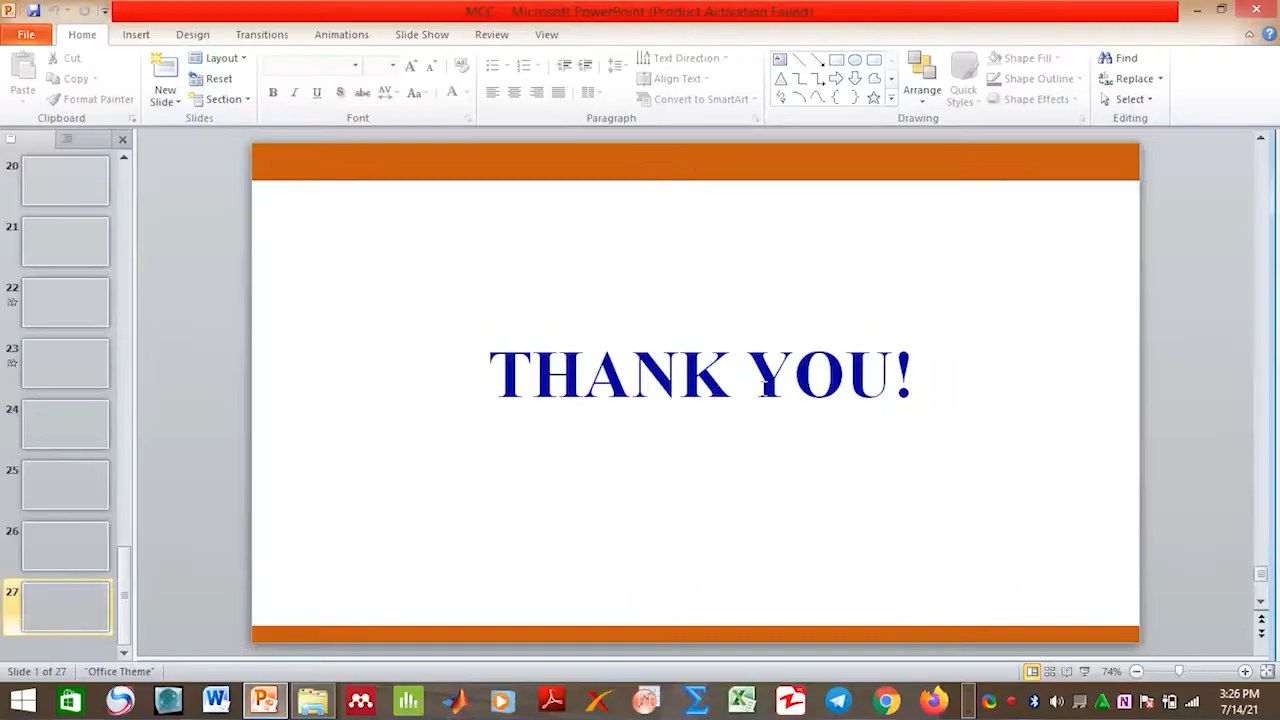 MCC - Microsoft PowerPoint (Product Activation Failed)
File Home Insert Design Transitions Animations Slide Show Review View
Paste
Cut
Copy
Format Painter
Clipboard
New Slide
Layout
Reset
Section
Slides
B I U S abc AV Aa A
Font
Text Direction
Align Text
Convert to SmartArt
Paragraph
Arrange
Quick Styles
Shape Fill
Shape Outline
Shape Effects
Drawing
Find
Replace
Select
Editing
20
21
22
23
24
25
26
27
THANK YOU!
Slide 1 of 27
"Office Theme"
74%
3:26 PM
7/14/21